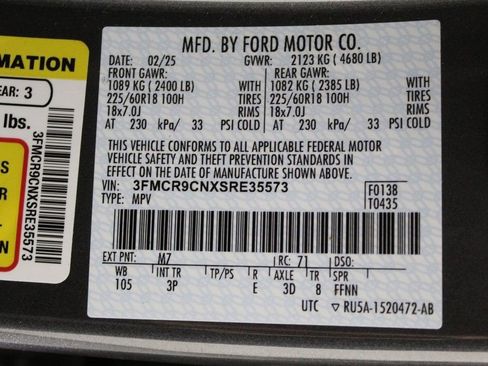 MFD. BY FORD MOTOR CO.
DATE: 02/25 GVWR: 2123 KG (4680 LB)
FRONT GAWR: REAR GAWR:
1089 KG (2400 LB) WITH 1082 KG (2385 LB) WITH
225/60R18 100H TIRES 225/60R18 100H TIRES
18x7.0J RIMS 18x7.0J RIMS
AT 230 kPa/ 33 PSI COLD AT 230 kPa/ 33 PSI COLD
THIS VEHICLE CONFORMS TO ALL APPLICABLE FEDERAL MOTOR
VEHICLE SAFETY AND THEFT PREVENTION STANDARDS IN
EFFECT ON THE DATE OF MANUFACTURE SHOWN ABOVE.
VIN: 3FMCR9CNXSRE35573 F0138
TYPE: MPV T0435
EXT PNT: M7 RC: 71 DSO:
WB INT TR TP/PS R AXLE TR SPR
105 3P E 3D 8 FFNN
UTC ▽ RU5A-1520472-AB
MATION
EAR: 3
lbs.
3FMCR9CNXSRE35573